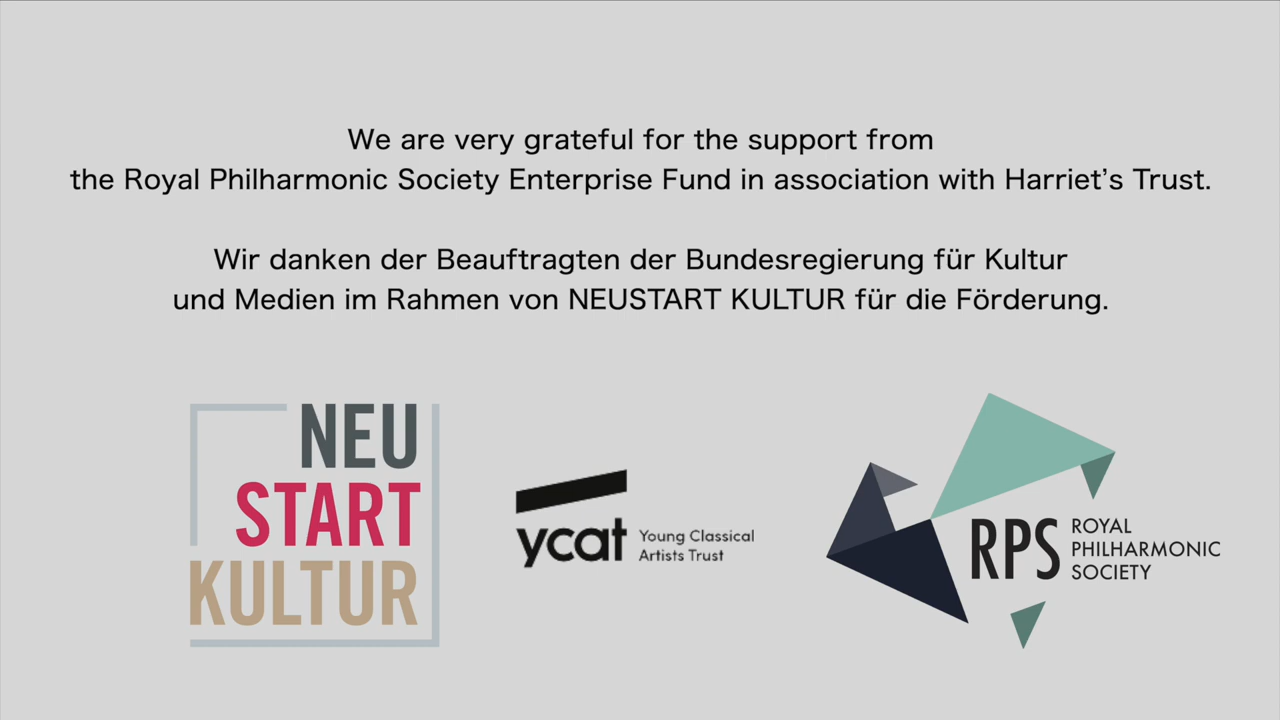 We are very grateful for the support from
the Royal Philharmonic Society Enterprise Fund in association with Harriet’s Trust.
Wir danken der Beauftragten der Bundesregierung für Kultur
und Medien im Rahmen von NEUSTART KULTUR für die Förderung.
NEU
START
KULTUR
ycat
Young Classical
Artists Trust
RPS
ROYAL
PHILHARMONIC
SOCIETY